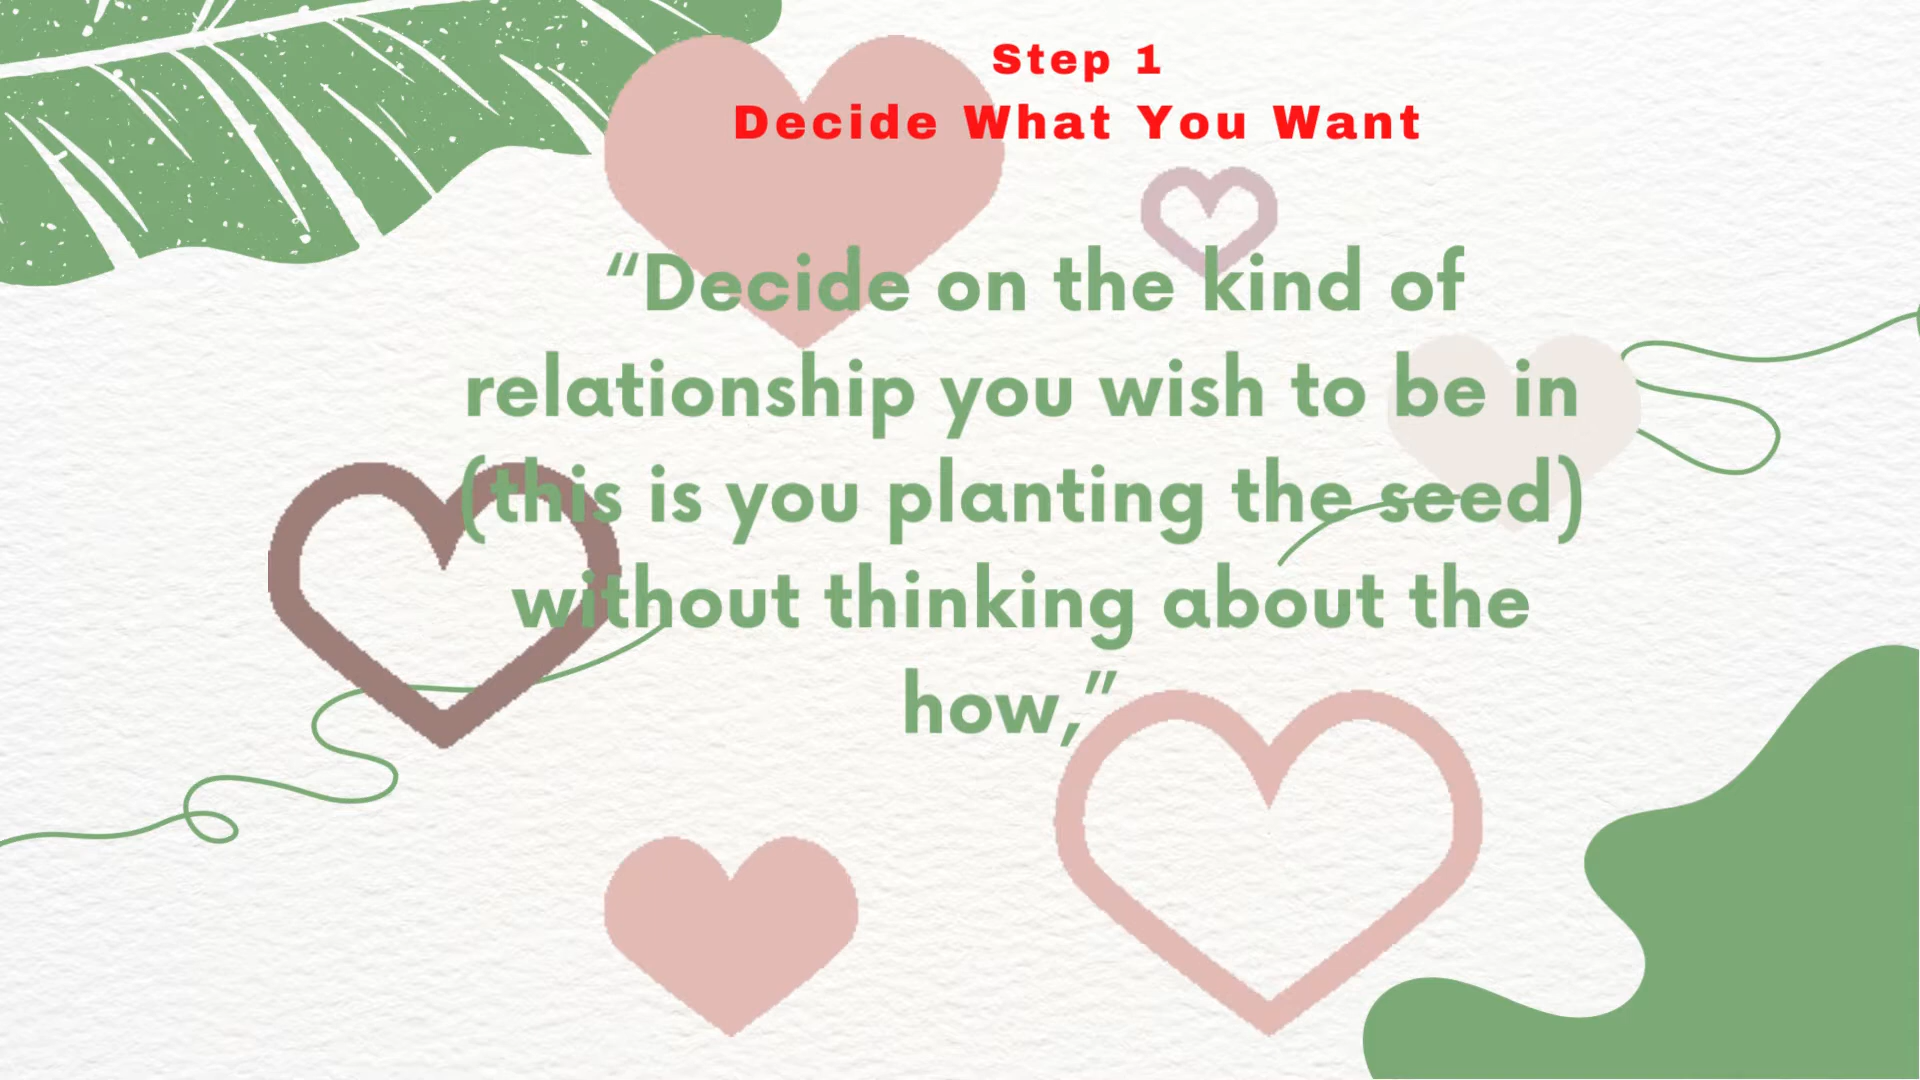 Step 1
Decide What You Want
“Decide on the kind of
relationship you wish to be in
(this is you planting the seed)
without thinking about the
how,”